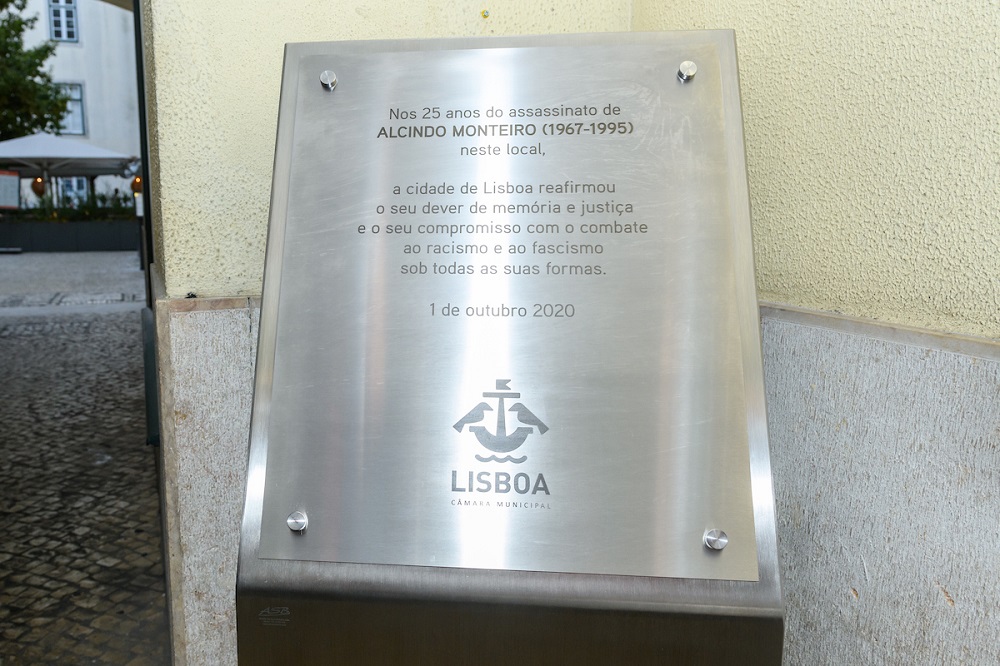 Nos 25 anos do assassinato de
ALCINDO MONTEIRO (1967-1995)
neste local,
a cidade de Lisboa reafirmou
o seu dever de memória e justiça
e o seu compromisso com o combate
ao racismo e ao fascismo
sob todas as suas formas.
1 de outubro 2020
LISBOA
CÂMARA MUNICIPAL
ASB